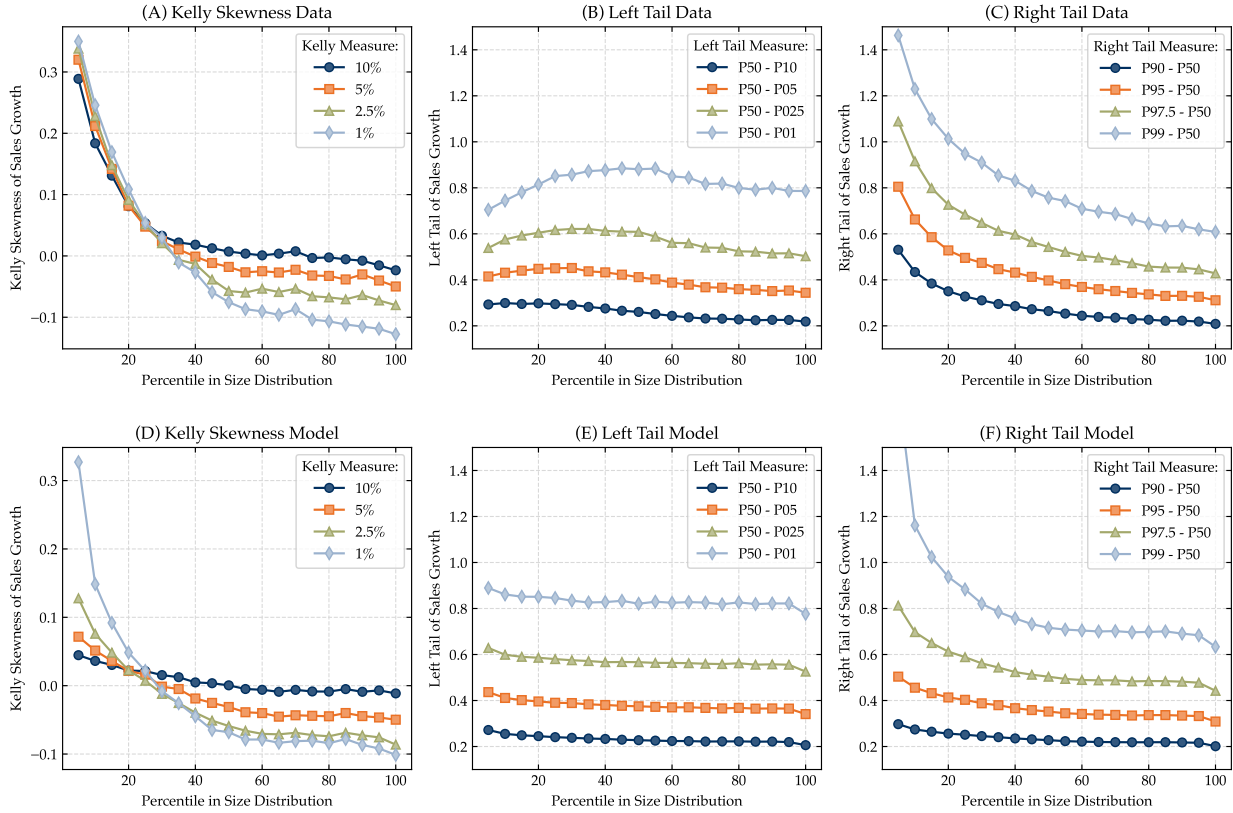 (A) Kelly Skewness Data
Kelly Skewness of Sales Growth
0.3
0.2
0.1
0.0
−0.1
Kelly Measure:
10%
5%
2.5%
1%
20
40
60
80
100
Percentile in Size Distribution
(B) Left Tail Data
Left Tail of Sales Growth
1.4
1.2
1.0
0.8
0.6
0.4
0.2
Left Tail Measure:
P50 - P10
P50 - P05
P50 - P025
P50 - P01
20
40
60
80
100
Percentile in Size Distribution
(C) Right Tail Data
Right Tail of Sales Growth
1.4
1.2
1.0
0.8
0.6
0.4
0.2
Right Tail Measure:
P90 - P50
P95 - P50
P97.5 - P50
P99 - P50
20
40
60
80
100
Percentile in Size Distribution
(D) Kelly Skewness Model
Kelly Skewness of Sales Growth
0.3
0.2
0.1
0.0
−0.1
Kelly Measure:
10%
5%
2.5%
1%
20
40
60
80
100
Percentile in Size Distribution
(E) Left Tail Model
Left Tail of Sales Growth
1.4
1.2
1.0
0.8
0.6
0.4
0.2
Left Tail Measure:
P50 - P10
P50 - P05
P50 - P025
P50 - P01
20
40
60
80
100
Percentile in Size Distribution
(F) Right Tail Model
Right Tail of Sales Growth
1.4
1.2
1.0
0.8
0.6
0.4
0.2
Right Tail Measure:
P90 - P50
P95 - P50
P97.5 - P50
P99 - P50
20
40
60
80
100
Percentile in Size Distribution